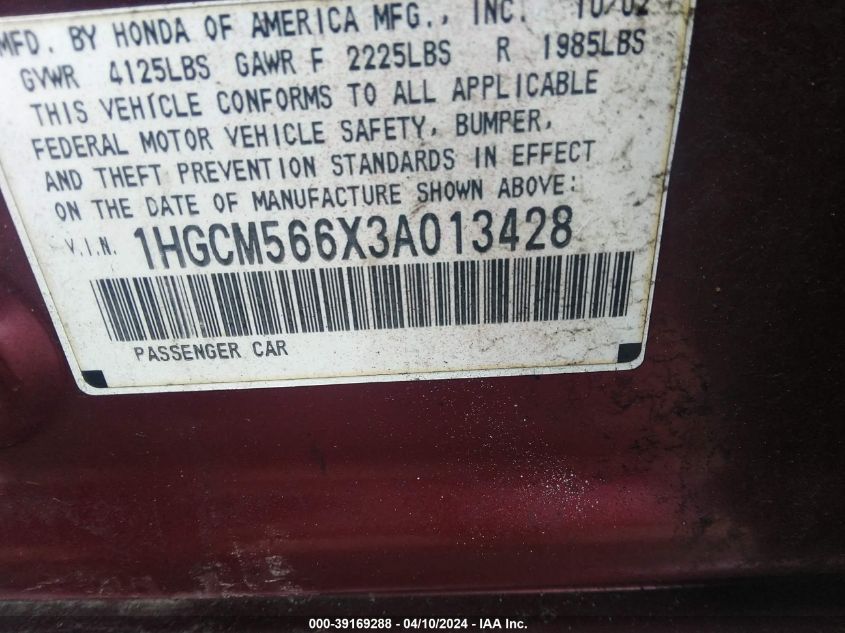 MFD. BY HONDA OF AMERICA MFG., INC. 10/02
GVWR 4125LBS GAWR F 2225LBS R 1985LBS
THIS VEHICLE CONFORMS TO ALL APPLICABLE
FEDERAL MOTOR VEHICLE SAFETY, BUMPER,
AND THEFT PREVENTION STANDARDS IN EFFECT
ON THE DATE OF MANUFACTURE SHOWN ABOVE:
V.I.N. 1HGCM566X3A013428
PASSENGER CAR
000-39169288 - 04/10/2024 - IAA Inc.